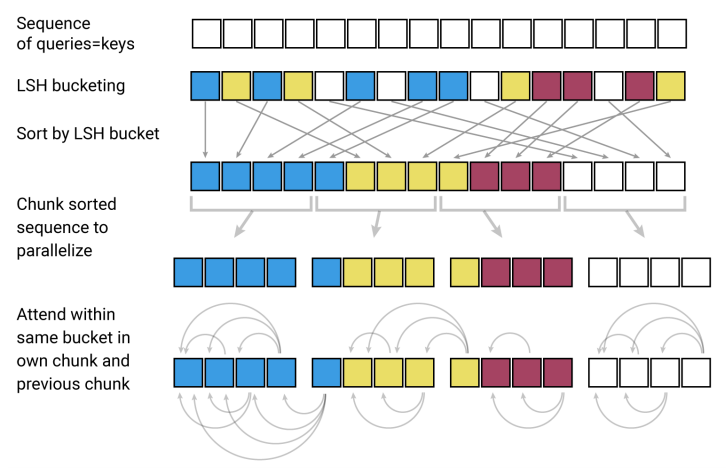 Sequence
of queries=keys
LSH bucketing
Sort by LSH bucket
Chunk sorted
sequence to
parallelize
Attend within
same bucket in
own chunk and
previous chunk